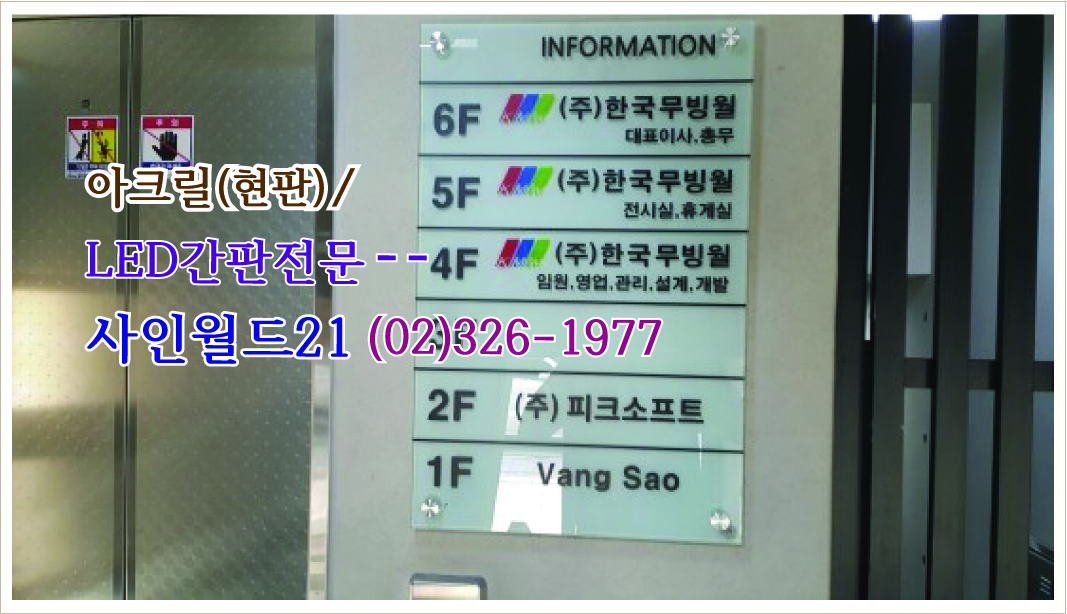 INFORMATION
6F (주)한국무빙월
대표이사.총무
5F (주)한국무빙월
전시실.휴게실
4F (주)한국무빙월
임원.영업.관리.설계.개발
2F (주) 피크소프트
1F Vang Sao
주의
아크릴(현판)/
LED간판전문--
사인월드21 (02)326-1977